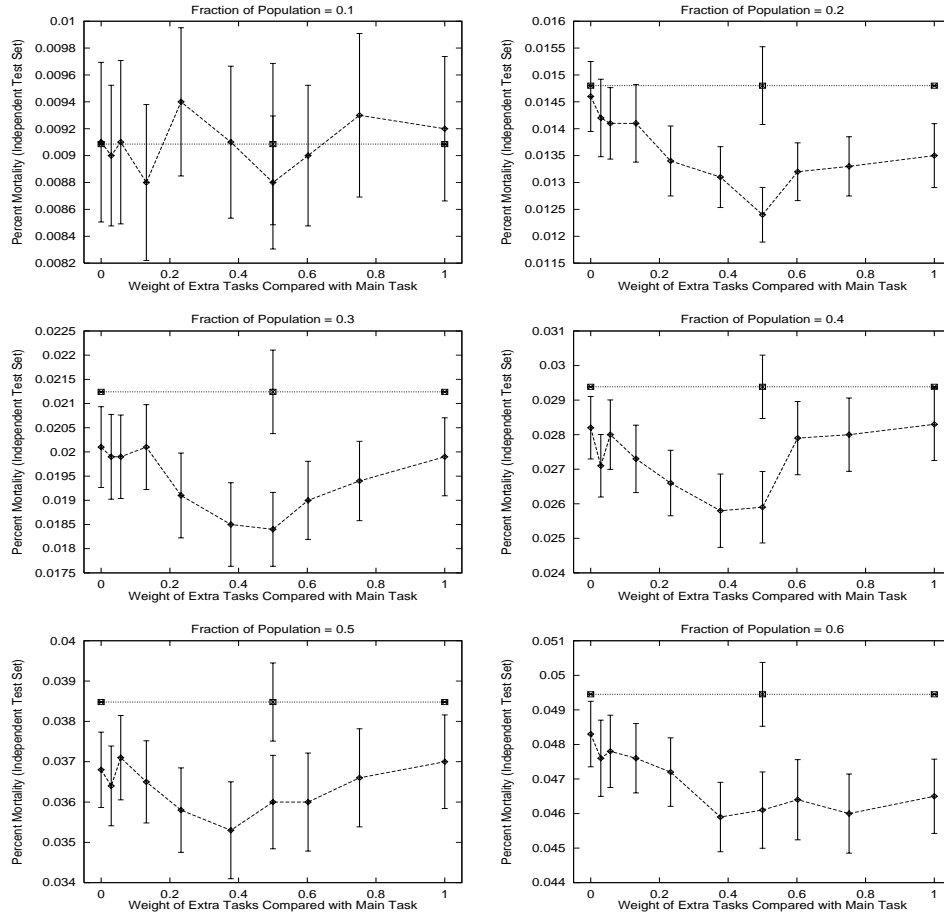 Fraction of Population = 0.1
Percent Mortality (Independent Test Set)
0.01
0.0098
0.0096
0.0094
0.0092
0.009
0.0088
0.0086
0.0084
0.0082
0 0.2 0.4 0.6 0.8 1
Weight of Extra Tasks Compared with Main Task
Fraction of Population = 0.2
Percent Mortality (Independent Test Set)
0.016
0.0155
0.015
0.0145
0.014
0.0135
0.013
0.0125
0.012
0.0115
0 0.2 0.4 0.6 0.8 1
Weight of Extra Tasks Compared with Main Task
Fraction of Population = 0.3
Percent Mortality (Independent Test Set)
0.0225
0.022
0.0215
0.021
0.0205
0.02
0.0195
0.019
0.0185
0.018
0.0175
0 0.2 0.4 0.6 0.8 1
Weight of Extra Tasks Compared with Main Task
Fraction of Population = 0.4
Percent Mortality (Independent Test Set)
0.031
0.03
0.029
0.028
0.027
0.026
0.025
0.024
0 0.2 0.4 0.6 0.8 1
Weight of Extra Tasks Compared with Main Task
Fraction of Population = 0.5
Percent Mortality (Independent Test Set)
0.04
0.039
0.038
0.037
0.036
0.035
0.034
0 0.2 0.4 0.6 0.8 1
Weight of Extra Tasks Compared with Main Task
Fraction of Population = 0.6
Percent Mortality (Independent Test Set)
0.051
0.05
0.049
0.048
0.047
0.046
0.045
0.044
0 0.2 0.4 0.6 0.8 1
Weight of Extra Tasks Compared with Main Task